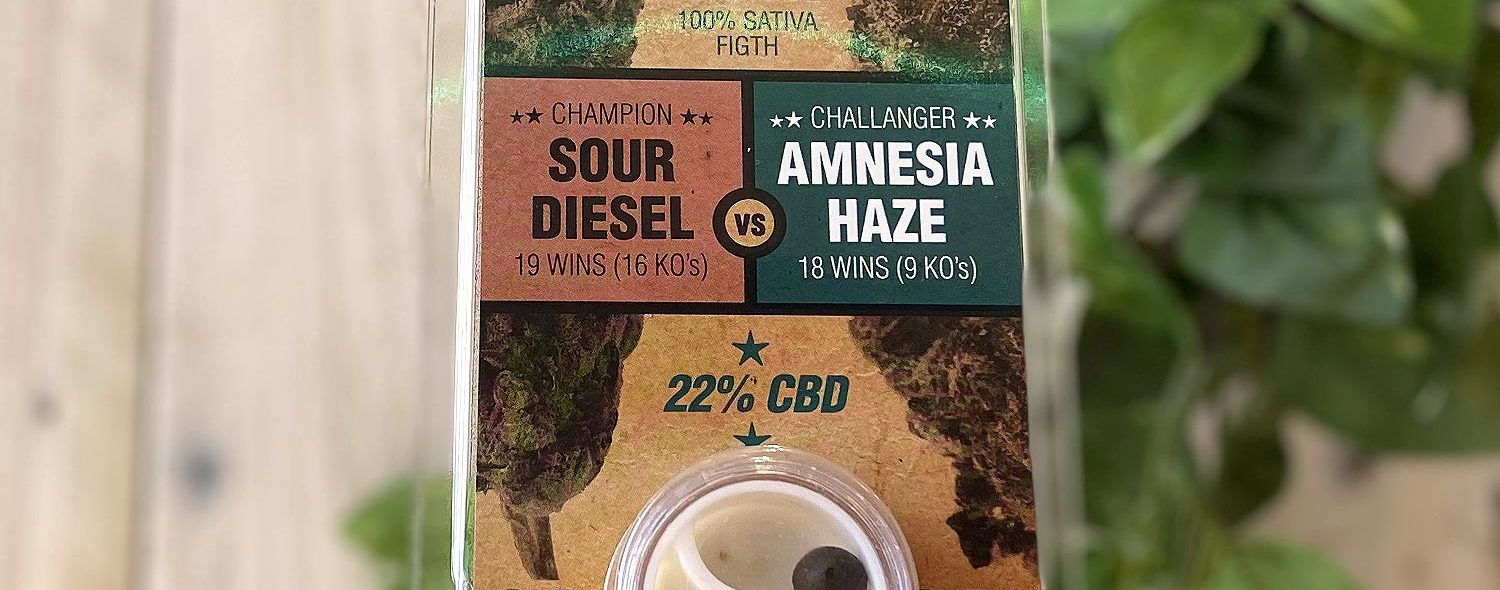 100% SATIVA
FIGTH
★★ CHAMPION ★★
SOUR
DIESEL
19 WINS (16 KO's)
VS
★★ CHALLANGER ★★
AMNESIA
HAZE
18 WINS (9 KO's)
22% CBD